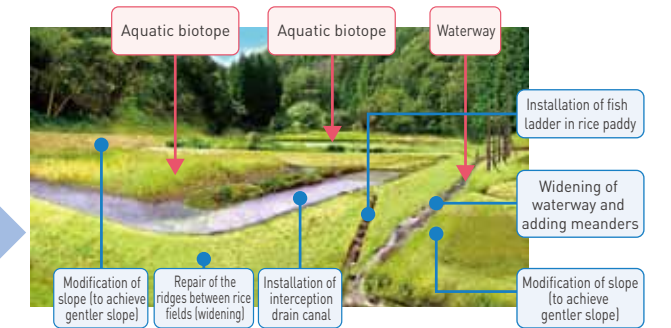 Aquatic biotope
Aquatic biotope
Waterway
Installation of fish
ladder in rice paddy
Widening of
waterway and
adding meanders
Modification of
slope (to achieve
gentler slope)
Repair of the
ridges between rice
fields (widening)
Installation of
interception
drain canal
Modification of slope
(to achieve
gentler slope)